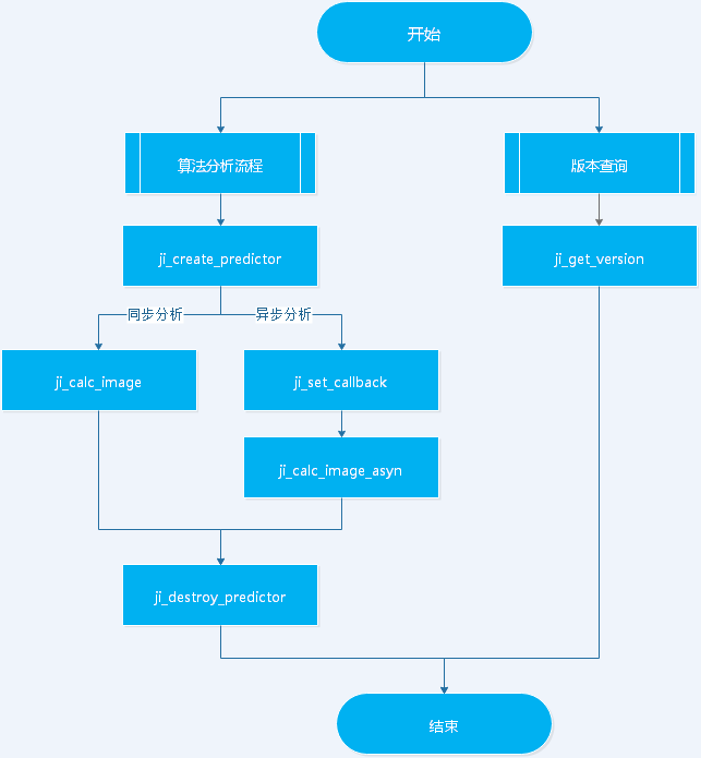 开始
算法分析流程
版本查询
ji_create_predictor
ji_get_version
同步分析
异步分析
ji_calc_image
ji_set_callback
ji_calc_image_asyn
ji_destroy_predictor
结束